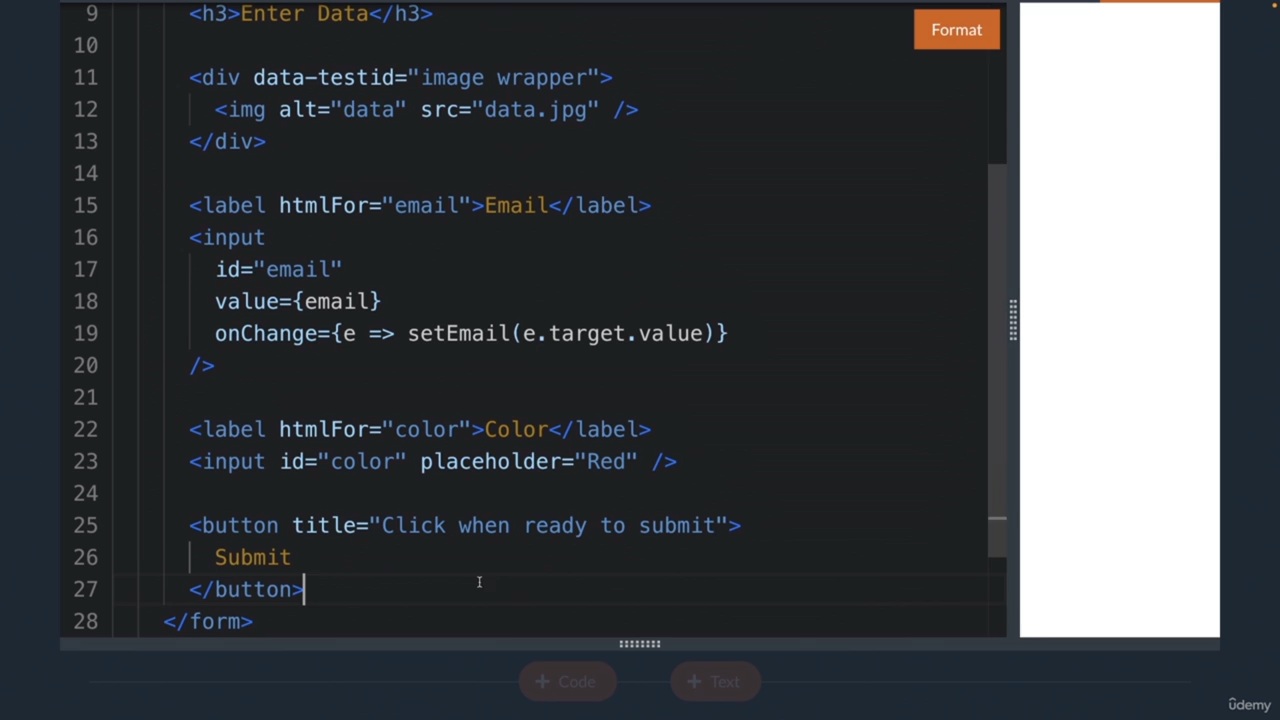 9 <h3>Enter Data</h3>
Format
10
11 <div data-testid="image wrapper">
12 <img alt="data" src="data.jpg" />
13 </div>
14
15 <label htmlFor="email">Email</label>
16 <input
17 id="email"
18 value={email}
19 onChange={e => setEmail(e.target.value)}
20 />
21
22 <label htmlFor="color">Color</label>
23 <input id="color" placeholder="Red" />
24
25 <button title="Click when ready to submit">
26 Submit
27 </button>
28 </form>
+ Code + Text
ûdemy